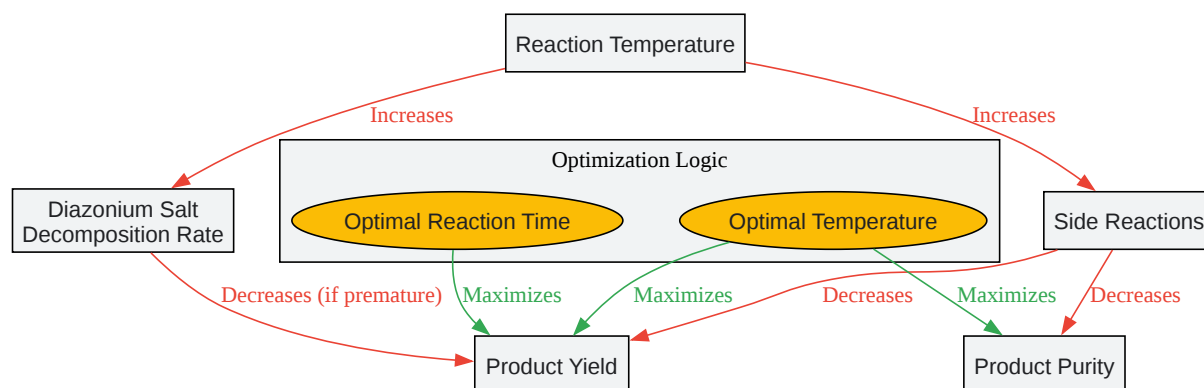 Reaction Temperature
Increases
Increases
Optimization Logic
Diazonium Salt
Decomposition Rate
Optimal Reaction Time
Optimal Temperature
Side Reactions
Decreases (if premature)
Maximizes
Maximizes
Decreases
Maximizes
Decreases
Product Yield
Product Purity